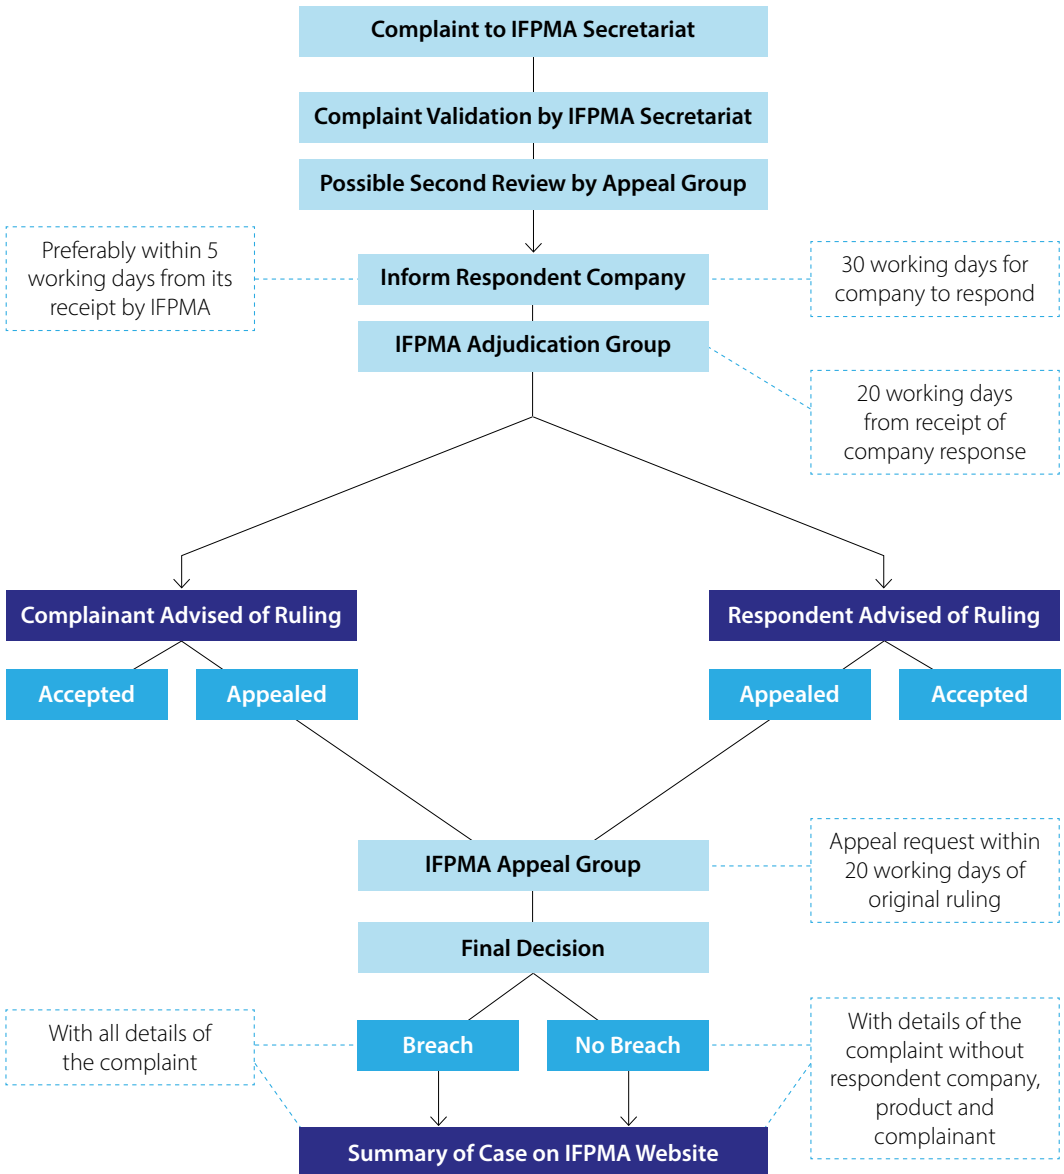 Complaint to IFPMA Secretariat
Complaint Validation by IFPMA Secretariat
Possible Second Review by Appeal Group
Preferably within 5
working days from its
receipt by IFPMA
Inform Respondent Company
30 working days for
company to respond
IFPMA Adjudication Group
20 working days
from receipt of
company response
Complainant Advised of Ruling
Respondent Advised of Ruling
Accepted
Appealed
Appealed
Accepted
IFPMA Appeal Group
Appeal request within
20 working days of
original ruling
Final Decision
With all details of
the complaint
Breach
No Breach
With details of the
complaint without
respondent company,
product and
complainant
Summary of Case on IFPMA Website